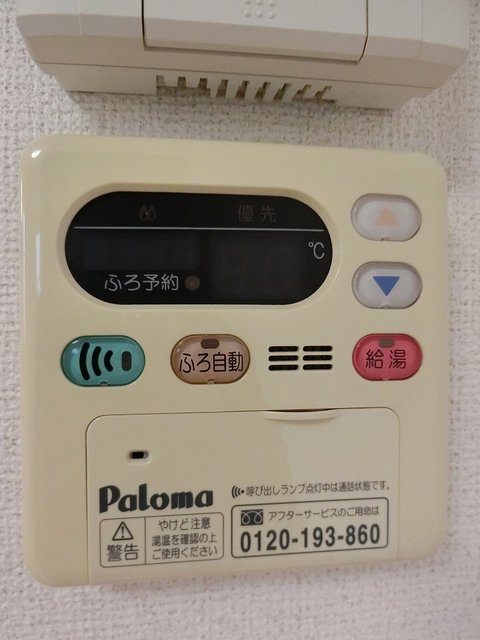 優先
℃
ふろ予約
ふろ自動
給湯
Paloma
呼び出しランプ点灯中は通話状態です。
警告
やけど注意
湯温を確認の上
ご使用ください
アフターサービスのご用命は
0120-193-860